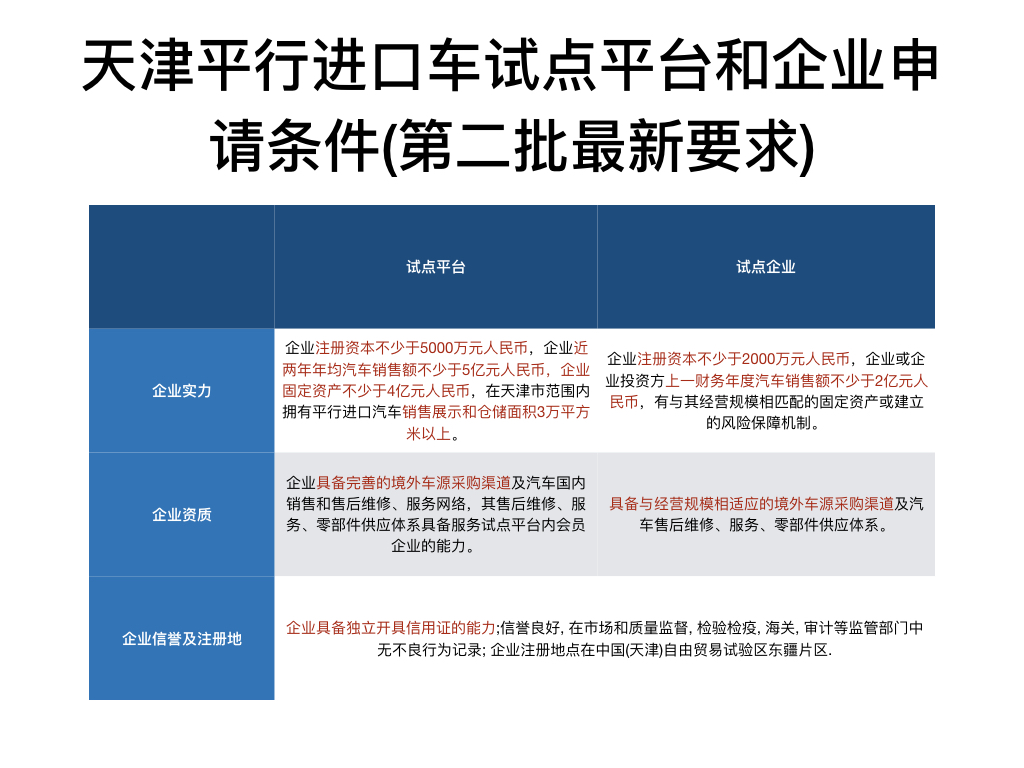 天津平行进口车试点平台和企业申
请条件(第二批最新要求)
试点平台
试点企业
企业实力
企业注册资本不少于5000万元人民币，企业近
两年年均汽车销售额不少于5亿元人民币，企业
固定资产不少于4亿元人民币，在天津市范围内
拥有平行进口汽车销售展示和仓储面积3万平方
米以上。
企业注册资本不少于2000万元人民币，企业或企
业投资方上一财务年度汽车销售额不少于2亿元人
民币，有与其经营规模相匹配的固定资产或建立
的风险保障机制。
企业资质
企业具备完善的境外车源采购渠道及汽车国内
销售和售后维修、服务网络，其售后维修、服
务、零部件供应体系具备服务试点平台内会员
企业的能力。
具备与经营规模相适应的境外车源采购渠道及汽
车售后维修、服务、零部件供应体系。
企业信誉及注册地
企业具备独立开具信用证的能力;信誉良好, 在市场和质量监督, 检验检疫, 海关, 审计等监管部门中
无不良行为记录; 企业注册地点在中国(天津)自由贸易试验区东疆片区.